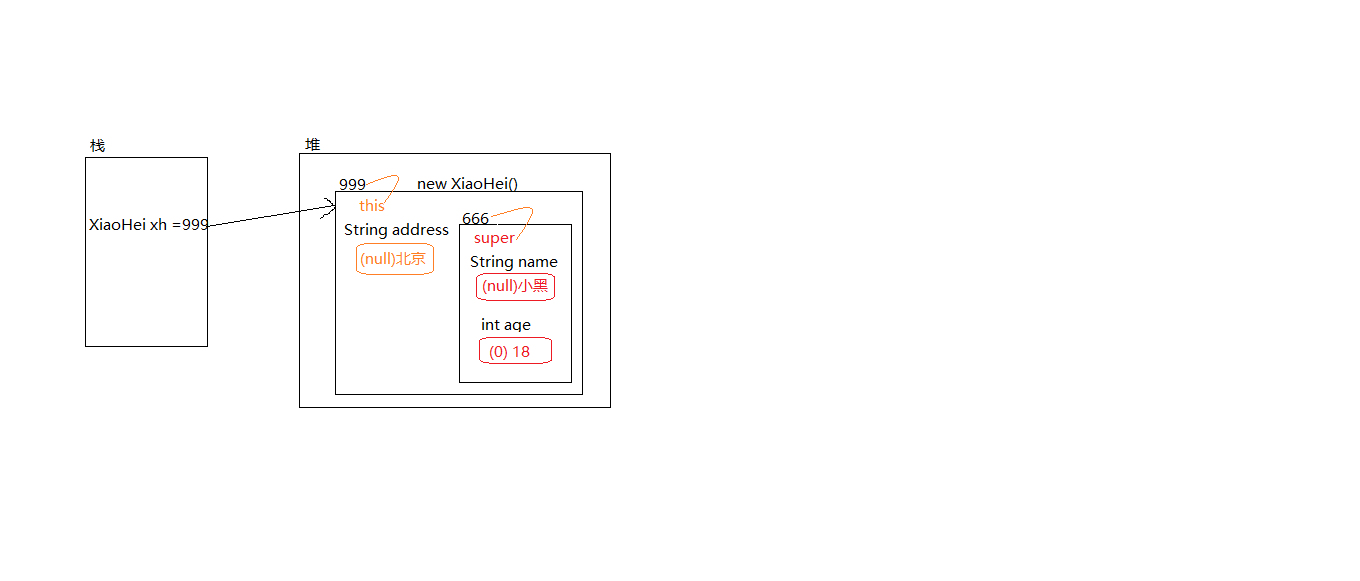 栈
堆
XiaoHei xh =999
999
new XiaoHei()
this
String address
(null)北京
666
super
String name
(null)小黑
int age
(0) 18